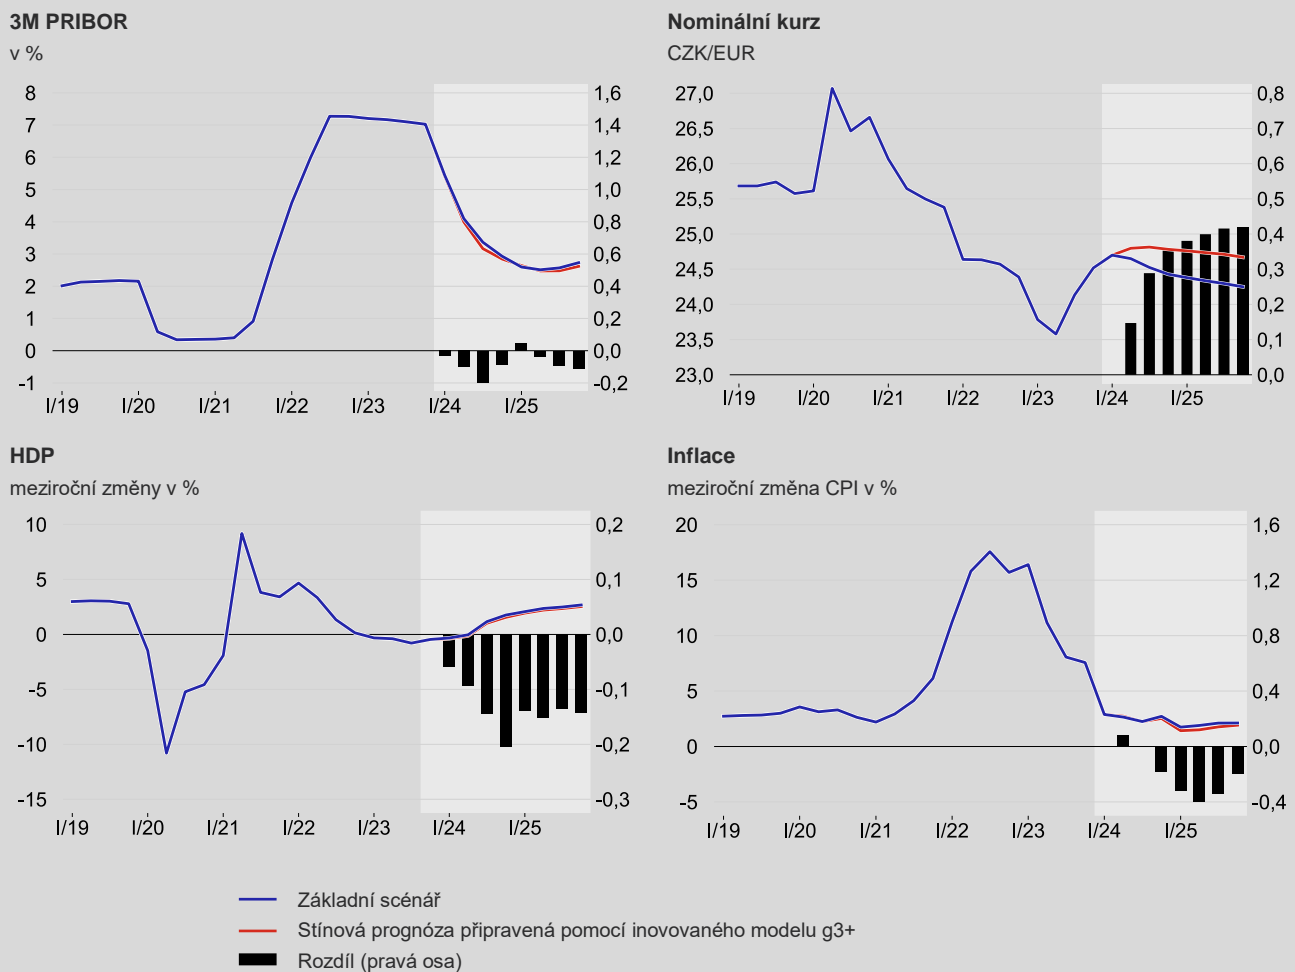 3M PRIBOR
v %
8 1,6
7 1,4
6 1,2
5 1,0
4 0,8
3 0,6
2 0,4
1 0,2
0 0,0
-1 -0,2
I/19 I/20 I/21 I/22 I/23 I/24 I/25
Nominální kurz
CZK/EUR
27,0 0,8
26,5 0,7
26,0 0,6
25,5 0,5
25,0 0,4
24,5 0,3
24,0 0,2
23,5 0,1
23,0 0,0
I/19 I/20 I/21 I/22 I/23 I/24 I/25
HDP
meziroční změny v %
10 0,2
5 0,1
0 0,0
-5 -0,1
-10 -0,2
-15 -0,3
I/19 I/20 I/21 I/22 I/23 I/24 I/25
Inflace
meziroční změna CPI v %
20 1,6
15 1,2
10 0,8
5 0,4
0 0,0
-5 -0,4
I/19 I/20 I/21 I/22 I/23 I/24 I/25
Základní scénář
Stínová prognóza připravená pomocí inovovaného modelu g3+
Rozdíl (pravá osa)